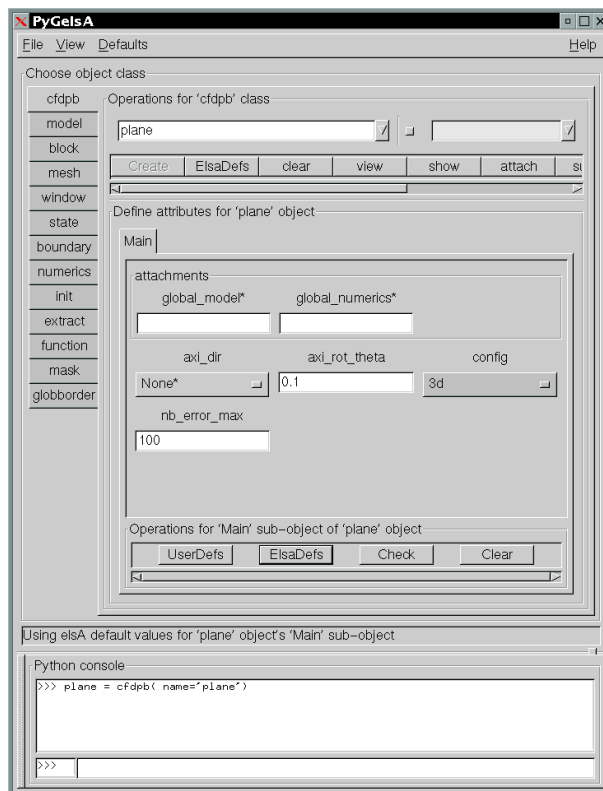 PyGelsA
File View Defaults Help
Choose object class
cfdpb
model
block
mesh
window
state
boundary
numerics
init
extract
function
mask
globborder
Operations for 'cfdpb' class
plane
Create ElsaDefs clear view show attach su
Define attributes for 'plane' object
Main
attachments
global_model* global_numerics*
axi_dir axi_rot_theta config
None* 0.1 3d
nb_error_max
100
Operations for 'Main' sub-object of 'plane' object
UserDefs ElsaDefs Check Clear
Using elsA default values for 'plane' object's 'Main' sub-object
Python console
>>> plane = cfdpb( name="plane")
>>>